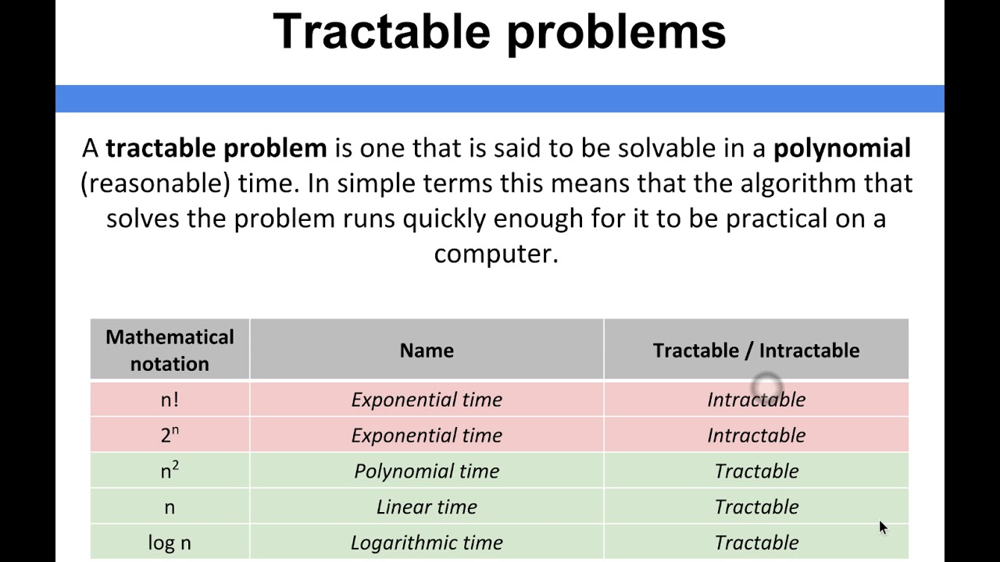 Tractable problems
A tractable problem is one that is said to be solvable in a polynomial
(reasonable) time. In simple terms this means that the algorithm that
solves the problem runs quickly enough for it to be practical on a
computer.
Mathematical
notation
Name
Tractable / Intractable
n! Exponential time Intractable
2ⁿ Exponential time Intractable
n² Polynomial time Tractable
n Linear time Tractable
log n Logarithmic time Tractable